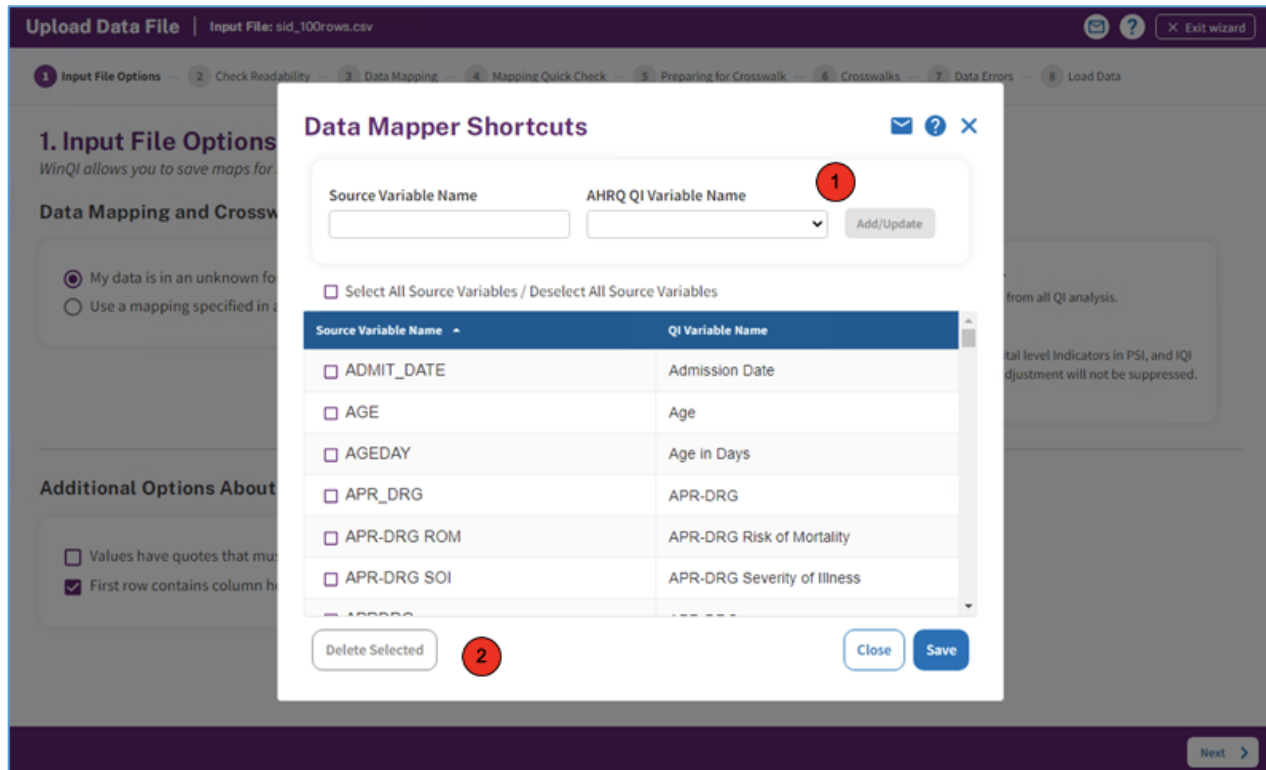 Upload Data File | Input File: sid_100rows.csv
? × Exit wizard
1 Input File Options — 2 Check Readability — 3 Data Mapping — 4 Mapping Quick Check — 5 Preparing for Crosswalk — 6 Crosswalks — 7 Data Errors — 8 Load Data
1. Input File Options
WinQI allows you to save maps for
Data Mapping and Crossw
My data is in an unknown fo
Use a mapping specified in a
from all QI analysis.
tal level Indicators in PSI, and IQI
djustment will not be suppressed.
Additional Options About
Values have quotes that mu
First row contains column h
Data Mapper Shortcuts
?
Source Variable Name AHRQ QI Variable Name 1
Add/Update
Select All Source Variables / Deselect All Source Variables
Source Variable Name QI Variable Name
ADMIT_DATE Admission Date
AGE Age
AGEDAY Age in Days
APR_DRG APR-DRG
APR-DRG ROM APR-DRG Risk of Mortality
APR-DRG SOI APR-DRG Severity of Illness
Delete Selected 2 Close Save
Next >